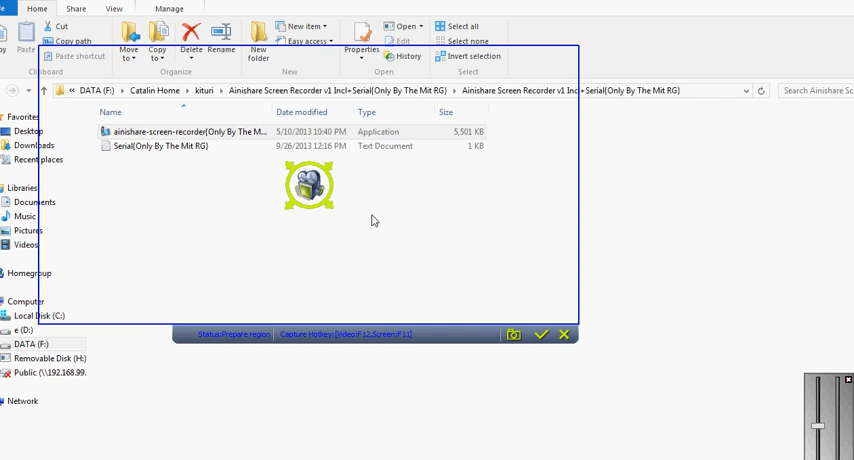 Home Share View Manage
Cut
Copy path
Paste shortcut
Paste
Clipboard
Move to
Copy to
Delete
Rename
Organize
New folder
New item
Easy access
New
Properties
Open
Edit
History
Open
Select all
Select none
Invert selection
Select
« DATA (F:) Catalin Home kituri Ainishare Screen Recorder v1 Incl+Serial(Only By The Mit RG) Ainishare Screen Recorder v1 Incl+Serial(Only By The Mit RG)
Search Ainishare Sc
Name Date modified Type Size
ainishare-screen-recorder(Only By The M... 5/10/2013 10:40 PM Application 5,501 KB
Serial(Only By The Mit RG) 9/26/2013 12:16 PM Text Document 1 KB
Favorites
Desktop
Downloads
Recent places
Libraries
Documents
Music
Pictures
Videos
Homegroup
Computer
Local Disk (C:)
e (D:)
DATA (F:)
Removable Disk (H:)
Public (\\192.168.99.
Network
Status:Prepare region Capture Hotkey:[Video:F12,Screen:F11]